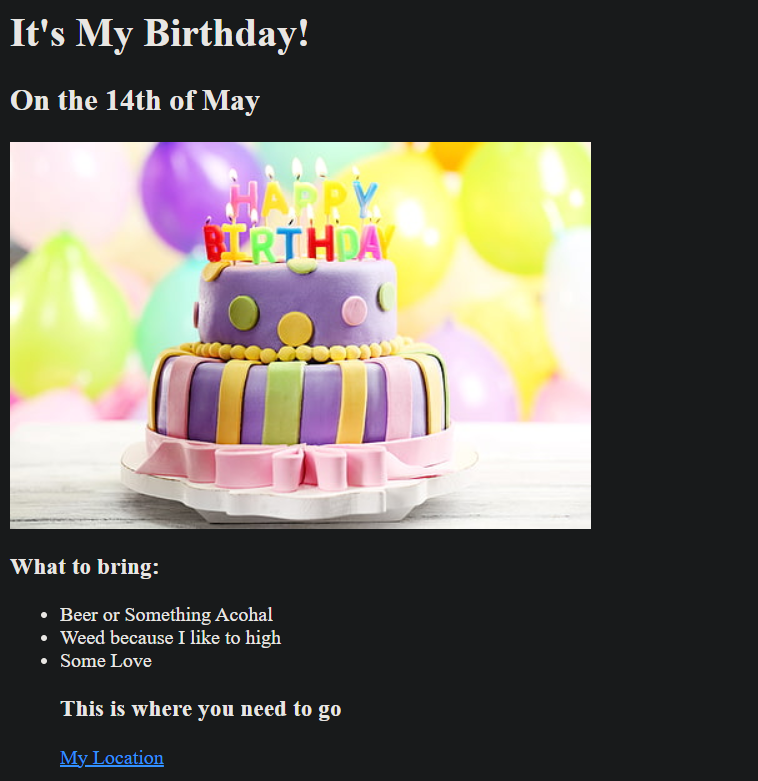 It's My Birthday!
On the 14th of May
HAPPY
BIRTHDAY
What to bring:
Beer or Something Acohal
Weed because I like to high
Some Love
This is where you need to go
My Location